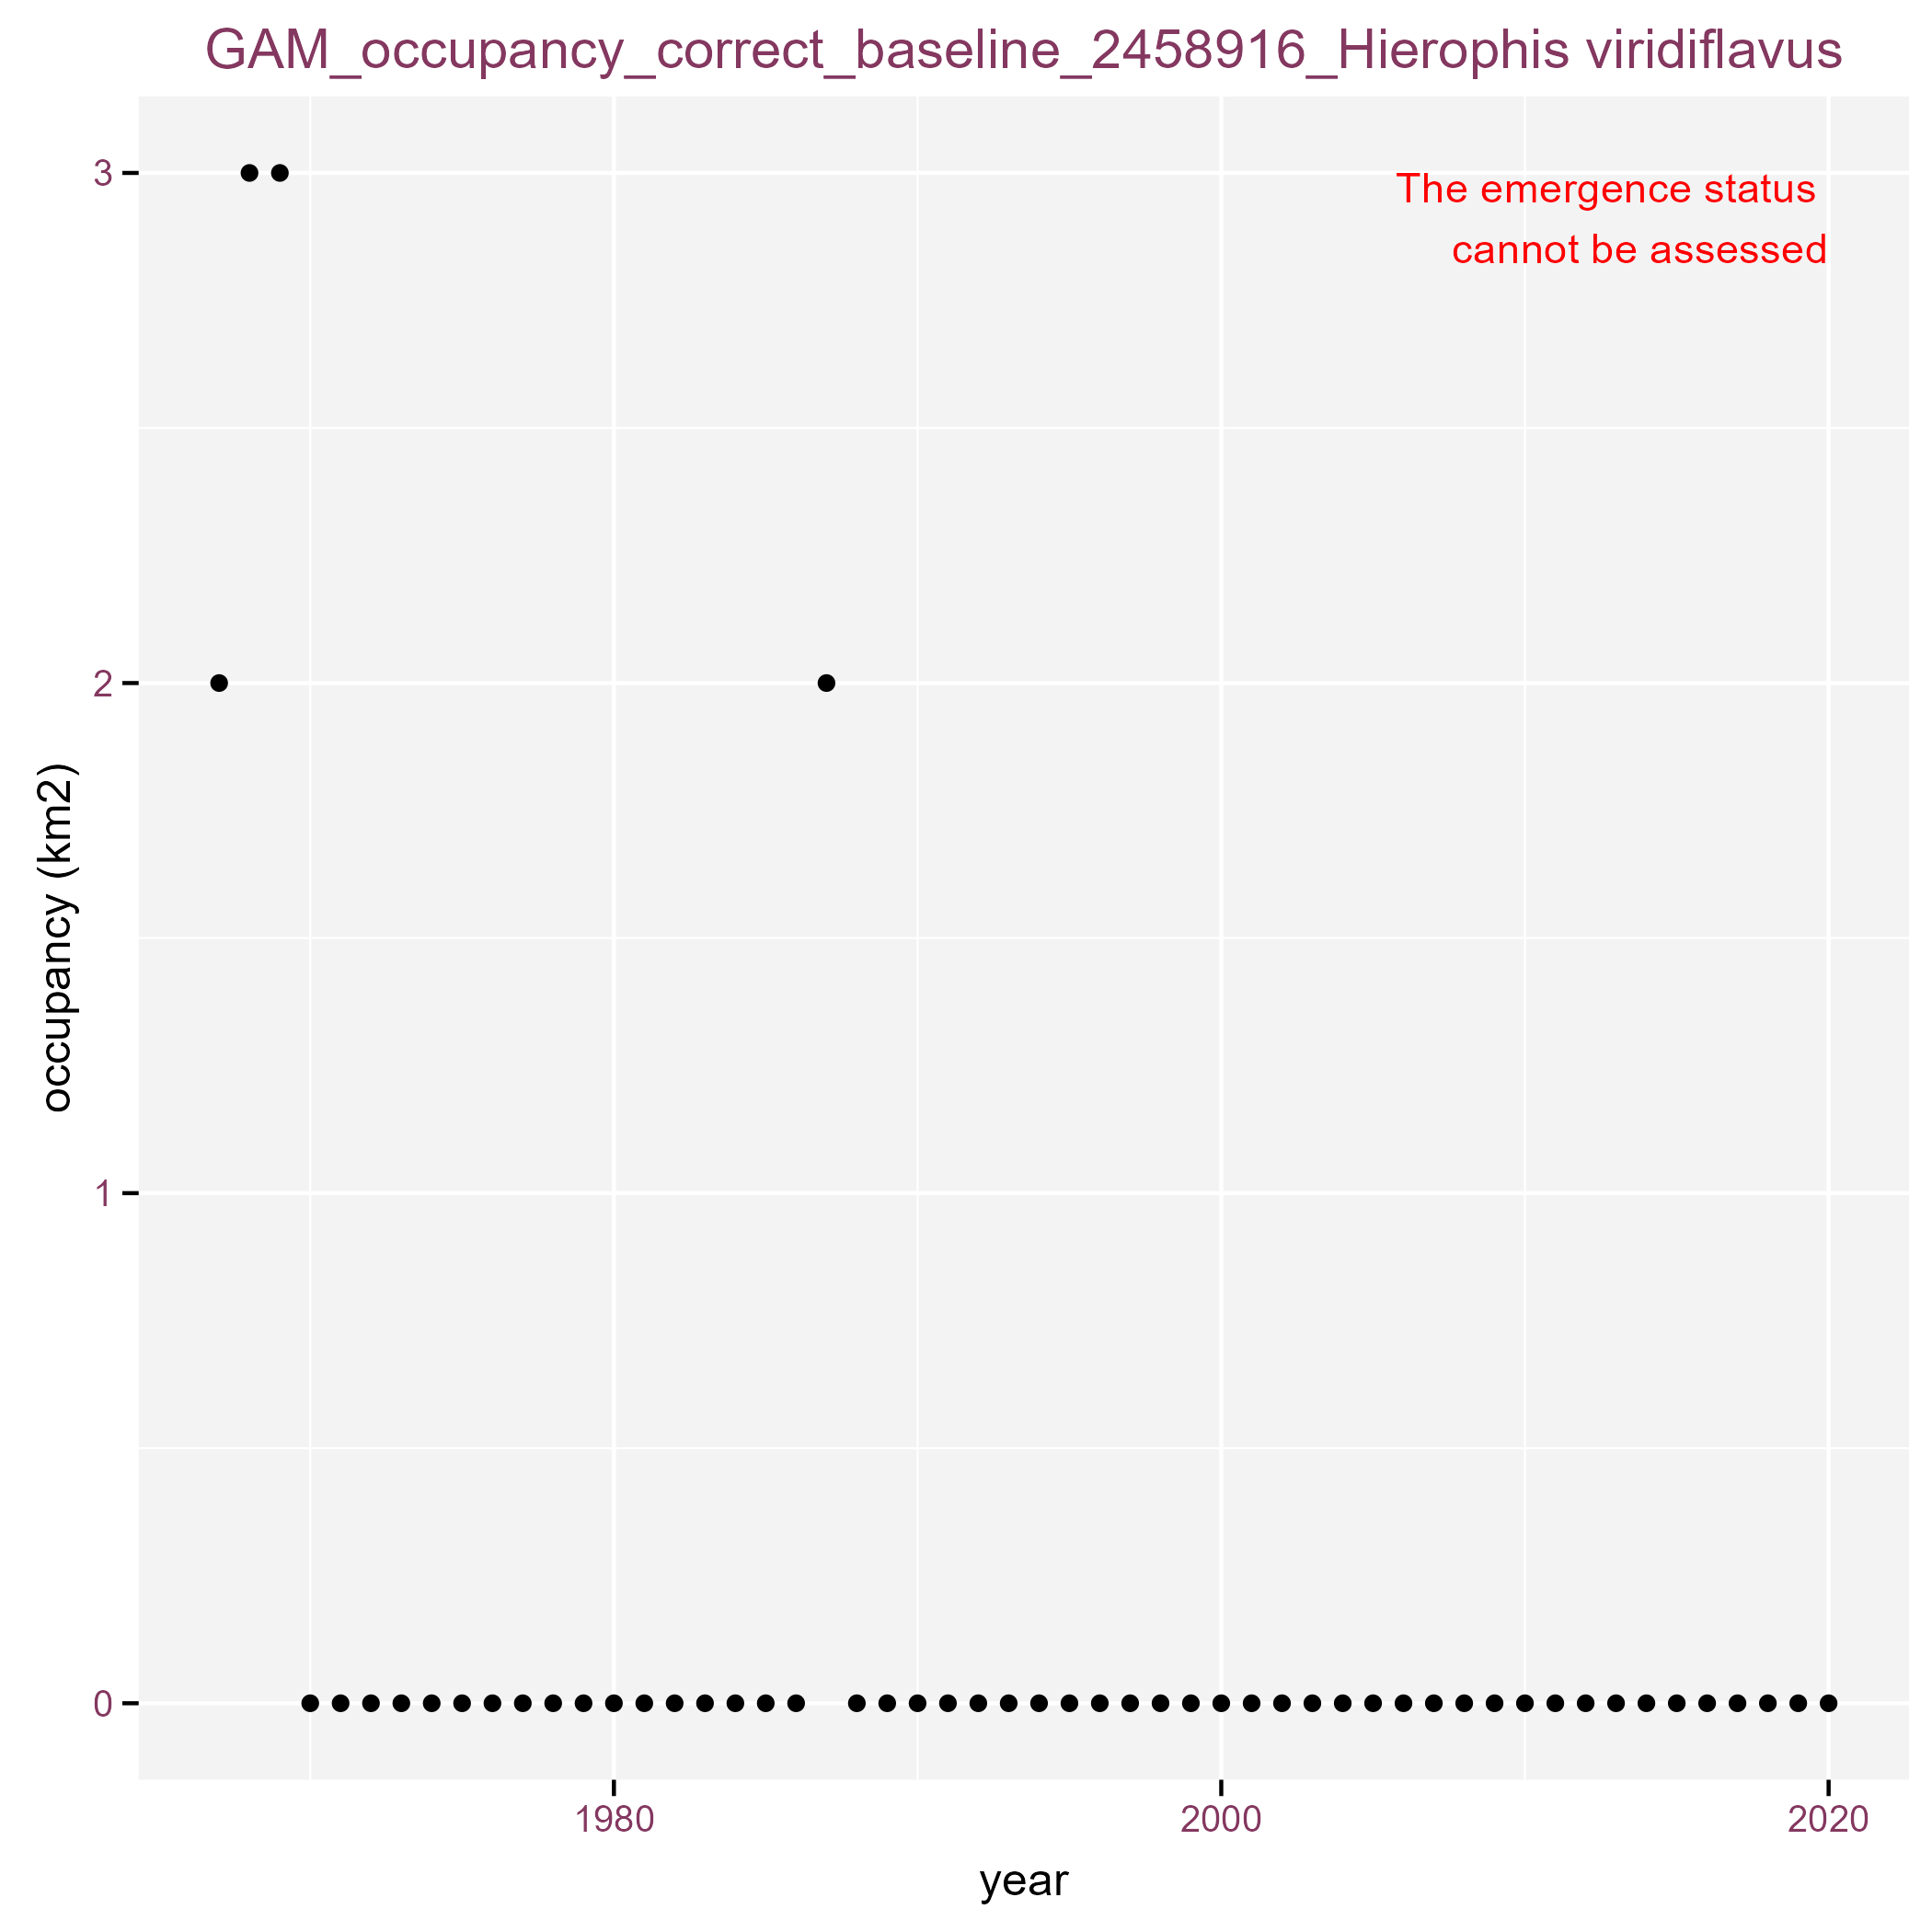 GAM_occupancy_correct_baseline_2458916_Hierophis viridiflavus
3
The emergence status
cannot be assessed
2
occupancy (km2)
1
0
1980 2000 2020
year